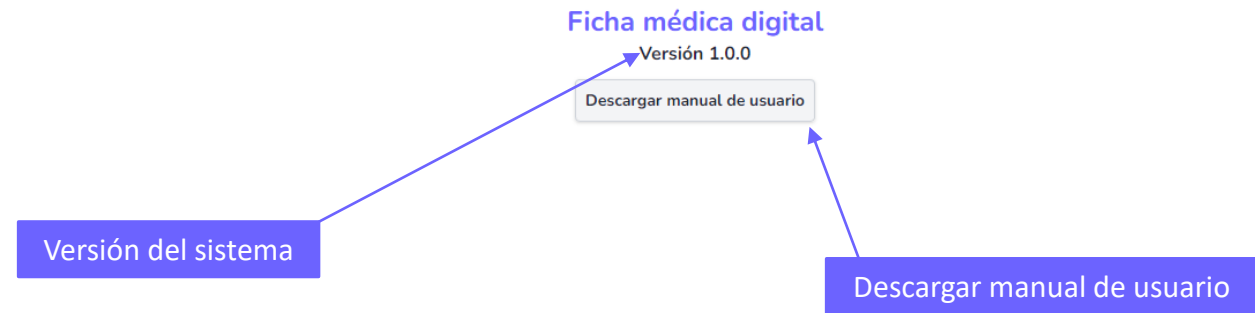 Ficha médica digital
Versión 1.0.0
Descargar manual de usuario
Versión del sistema
Descargar manual de usuario